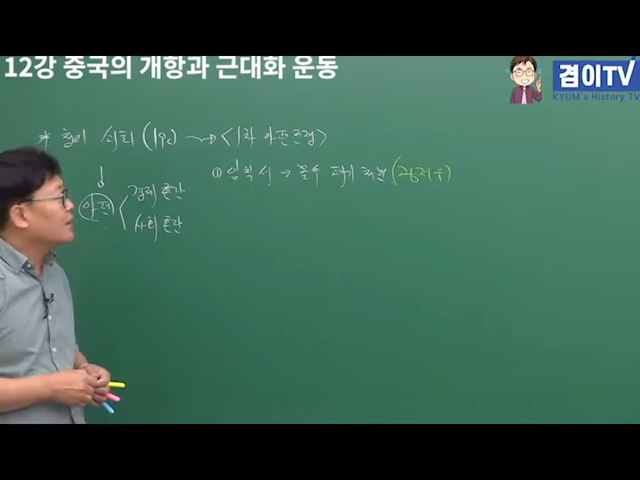 12강 중국의 개항과 근대화 운동
겸이TV
KYUM's History TV
* 청의 쇠퇴 (19c) → <1차 아편전쟁>
① 임칙서 → 몰수 폐기 처분 (광저우)
아편
경제 혼란
사회 혼란